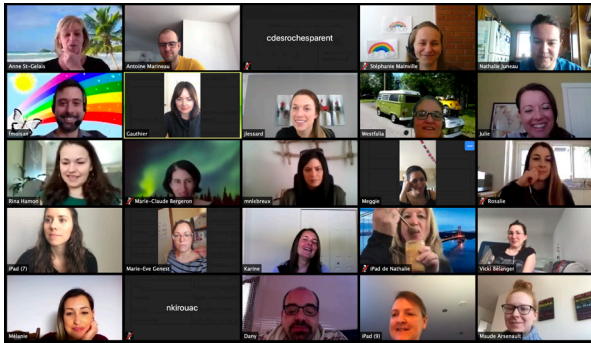 Anne St-Gelais
Antoine Marineau
cdesrochesparent
Stéphanie Mainville
Nathalie Juneau
fmoisan
Gauthier
jlessard
Westfalia
Julie
Rina Hamon
Marie-Claude Bergeron
mnlebreux
Meggie
Rosalie
iPad (7)
Marie-Eve Genest
Karine
iPad de Nathalie
Vicki Bélanger
Mélanie
nkirouac
Dany
iPad (9)
Maude Arsenault